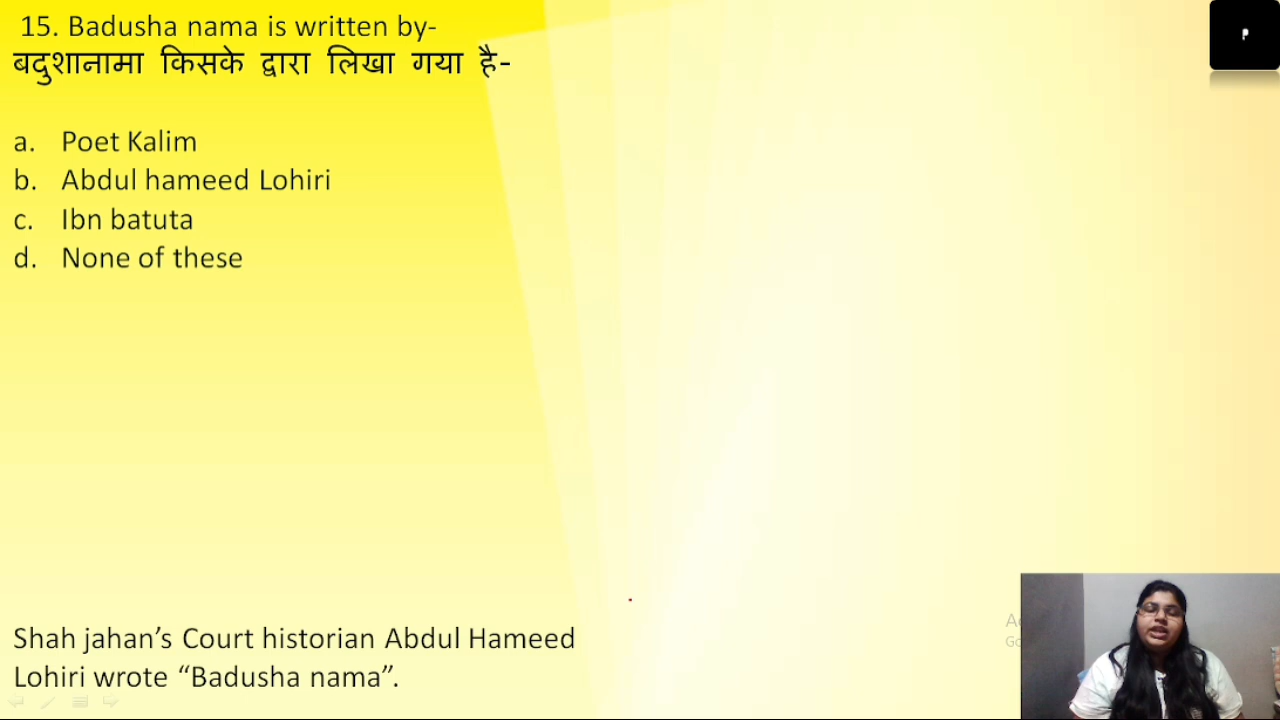 15. Badusha nama is written by-
बदुशानामा किसके द्वारा लिखा गया है-
a. Poet Kalim
b. Abdul hameed Lohiri
c. Ibn batuta
d. None of these
Shah jahan’s Court historian Abdul Hameed
Lohiri wrote “Badusha nama”.